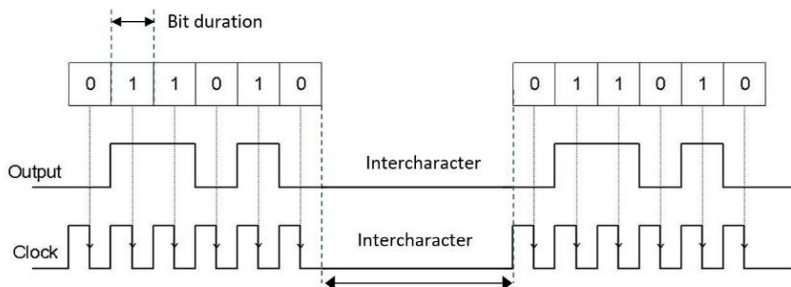 Bit duration
0 1 1 0 1 0 0 1 1 0 1 0
Output Intercharacter
Clock Intercharacter